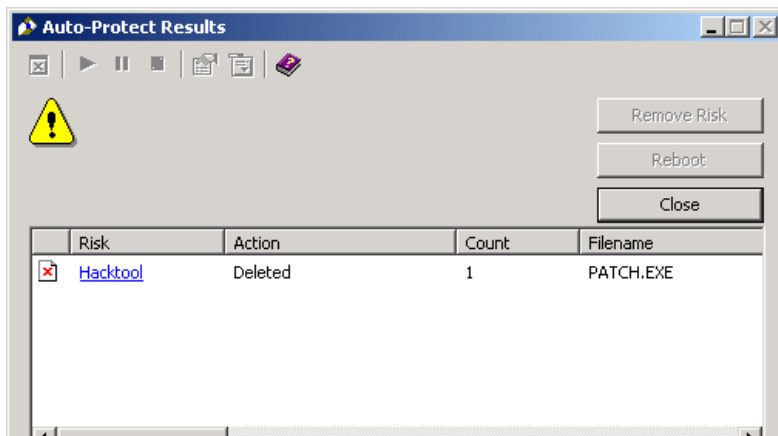 Auto-Protect Results
Remove Risk
Reboot
Close
Risk Action Count Filename
Hacktool Deleted 1 PATCH.EXE